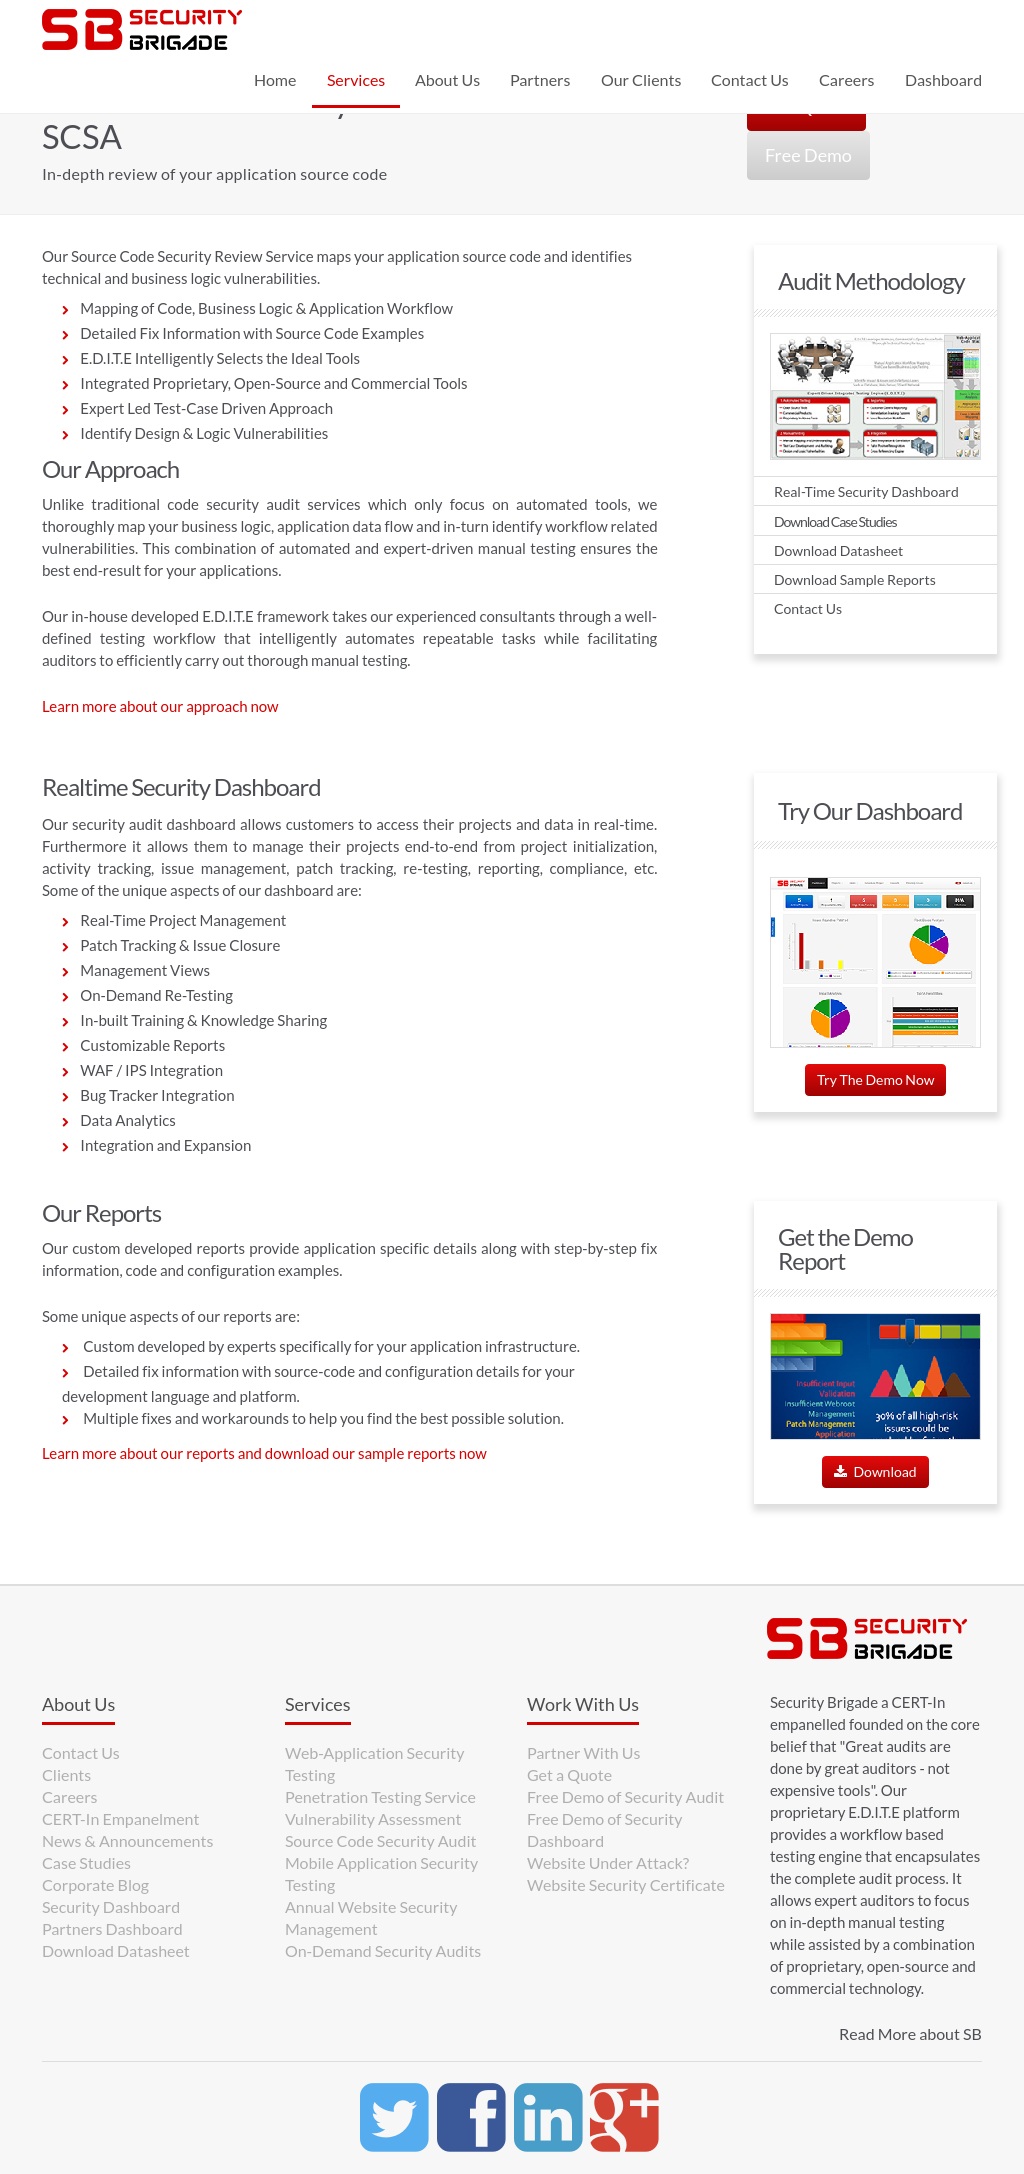 SB SECURITY BRIGADE
Home Services About Us Partners Our Clients Contact Us Careers Dashboard
SCSA
Free Demo
In-depth review of your application source code
Our Source Code Security Review Service maps your application source code and identifies
technical and business logic vulnerabilities.
Mapping of Code, Business Logic & Application Workflow
Detailed Fix Information with Source Code Examples
E.D.I.T.E Intelligently Selects the Ideal Tools
Integrated Proprietary, Open-Source and Commercial Tools
Expert Led Test-Case Driven Approach
Identify Design & Logic Vulnerabilities
Our Approach
Unlike traditional code security audit services which only focus on automated tools, we
thoroughly map your business logic, application data flow and in-turn identify workflow related
vulnerabilities. This combination of automated and expert-driven manual testing ensures the
best end-result for your applications.
Our in-house developed E.D.I.T.E framework takes our experienced consultants through a well-
defined testing workflow that intelligently automates repeatable tasks while facilitating
auditors to efficiently carry out thorough manual testing.
Learn more about our approach now
Audit Methodology
Real-Time Security Dashboard
Download Case Studies
Download Datasheet
Download Sample Reports
Contact Us
Realtime Security Dashboard
Our security audit dashboard allows customers to access their projects and data in real-time.
Furthermore it allows them to manage their projects end-to-end from project initialization,
activity tracking, issue management, patch tracking, re-testing, reporting, compliance, etc.
Some of the unique aspects of our dashboard are:
Real-Time Project Management
Patch Tracking & Issue Closure
Management Views
On-Demand Re-Testing
In-built Training & Knowledge Sharing
Customizable Reports
WAF / IPS Integration
Bug Tracker Integration
Data Analytics
Integration and Expansion
Try Our Dashboard
Try The Demo Now
Our Reports
Our custom developed reports provide application specific details along with step-by-step fix
information, code and configuration examples.
Some unique aspects of our reports are:
Custom developed by experts specifically for your application infrastructure.
Detailed fix information with source-code and configuration details for your
development language and platform.
Multiple fixes and workarounds to help you find the best possible solution.
Learn more about our reports and download our sample reports now
Get the Demo
Report
Insufficient Input
Validation
Insufficient Webroot
Management
Patch Management
Application
30% of all high-risk
issues could be
Download
SB SECURITY BRIGADE
About Us
Contact Us
Clients
Careers
CERT-In Empanelment
News & Announcements
Case Studies
Corporate Blog
Security Dashboard
Partners Dashboard
Download Datasheet
Services
Web-Application Security
Testing
Penetration Testing Service
Vulnerability Assessment
Source Code Security Audit
Mobile Application Security
Testing
Annual Website Security
Management
On-Demand Security Audits
Work With Us
Partner With Us
Get a Quote
Free Demo of Security Audit
Free Demo of Security
Dashboard
Website Under Attack?
Website Security Certificate
Security Brigade a CERT-In
empanelled founded on the core
belief that "Great audits are
done by great auditors - not
expensive tools". Our
proprietary E.D.I.T.E platform
provides a workflow based
testing engine that encapsulates
the complete audit process. It
allows expert auditors to focus
on in-depth manual testing
while assisted by a combination
of proprietary, open-source and
commercial technology.
Read More about SB